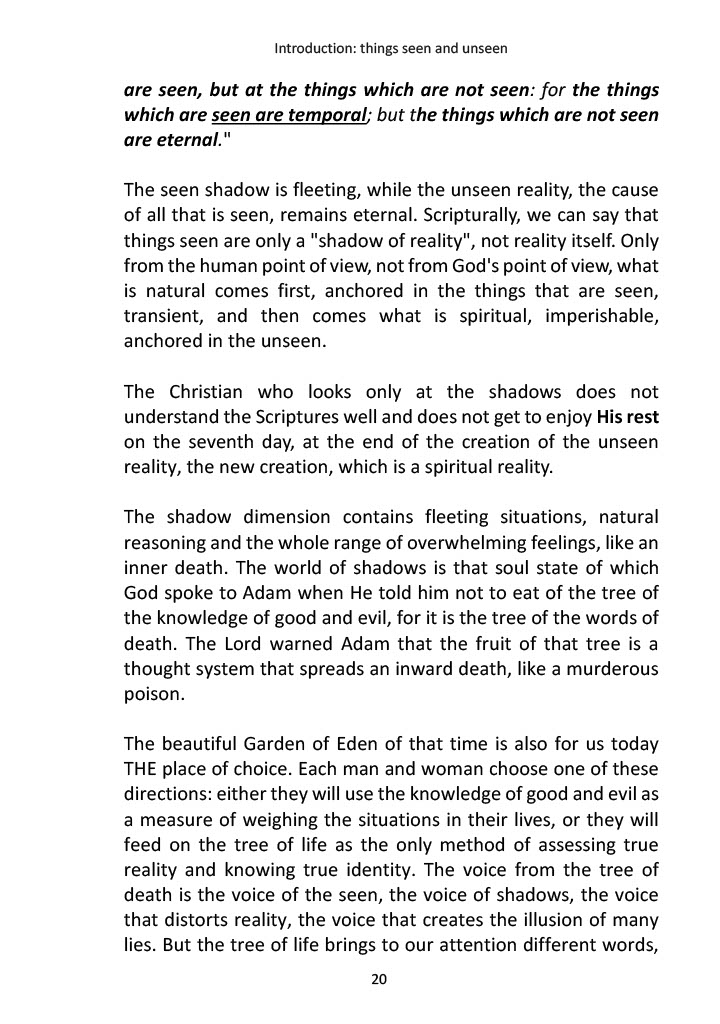 Introduction: things seen and unseen
are seen, but at the things which are not seen: for the things
which are seen are temporal; but the things which are not seen
are eternal."
The seen shadow is fleeting, while the unseen reality, the cause
of all that is seen, remains eternal. Scripturally, we can say that
things seen are only a "shadow of reality", not reality itself. Only
from the human point of view, not from God's point of view, what
is natural comes first, anchored in the things that are seen,
transient, and then comes what is spiritual, imperishable,
anchored in the unseen.
The Christian who looks only at the shadows does not
understand the Scriptures well and does not get to enjoy His rest
on the seventh day, at the end of the creation of the unseen
reality, the new creation, which is a spiritual reality.
The shadow dimension contains fleeting situations, natural
reasoning and the whole range of overwhelming feelings, like an
inner death. The world of shadows is that soul state of which
God spoke to Adam when He told him not to eat of the tree of
the knowledge of good and evil, for it is the tree of the words of
death. The Lord warned Adam that the fruit of that tree is a
thought system that spreads an inward death, like a murderous
poison.
The beautiful Garden of Eden of that time is also for us today
THE place of choice. Each man and woman choose one of these
directions: either they will use the knowledge of good and evil as
a measure of weighing the situations in their lives, or they will
feed on the tree of life as the only method of assessing true
reality and knowing true identity. The voice from the tree of
death is the voice of the seen, the voice of shadows, the voice
that distorts reality, the voice that creates the illusion of many
lies. But the tree of life brings to our attention different words,
20